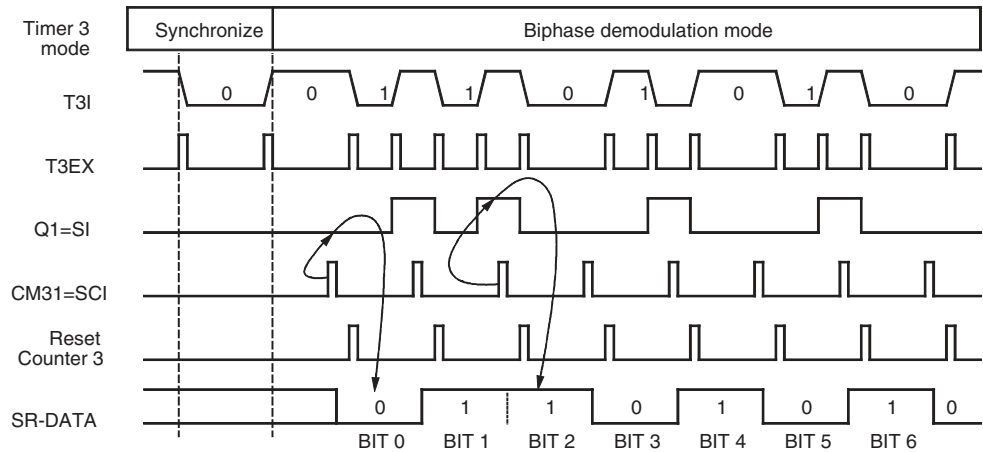 Timer 3
mode
Synchronize
Biphase demodulation mode
T3I
0 0 1 1 0 1 0 1 0
T3EX
Q1=SI
CM31=SCI
Reset
Counter 3
SR-DATA
0 1 1 0 1 0 1 0
BIT 0 BIT 1 BIT 2 BIT 3 BIT 4 BIT 5 BIT 6